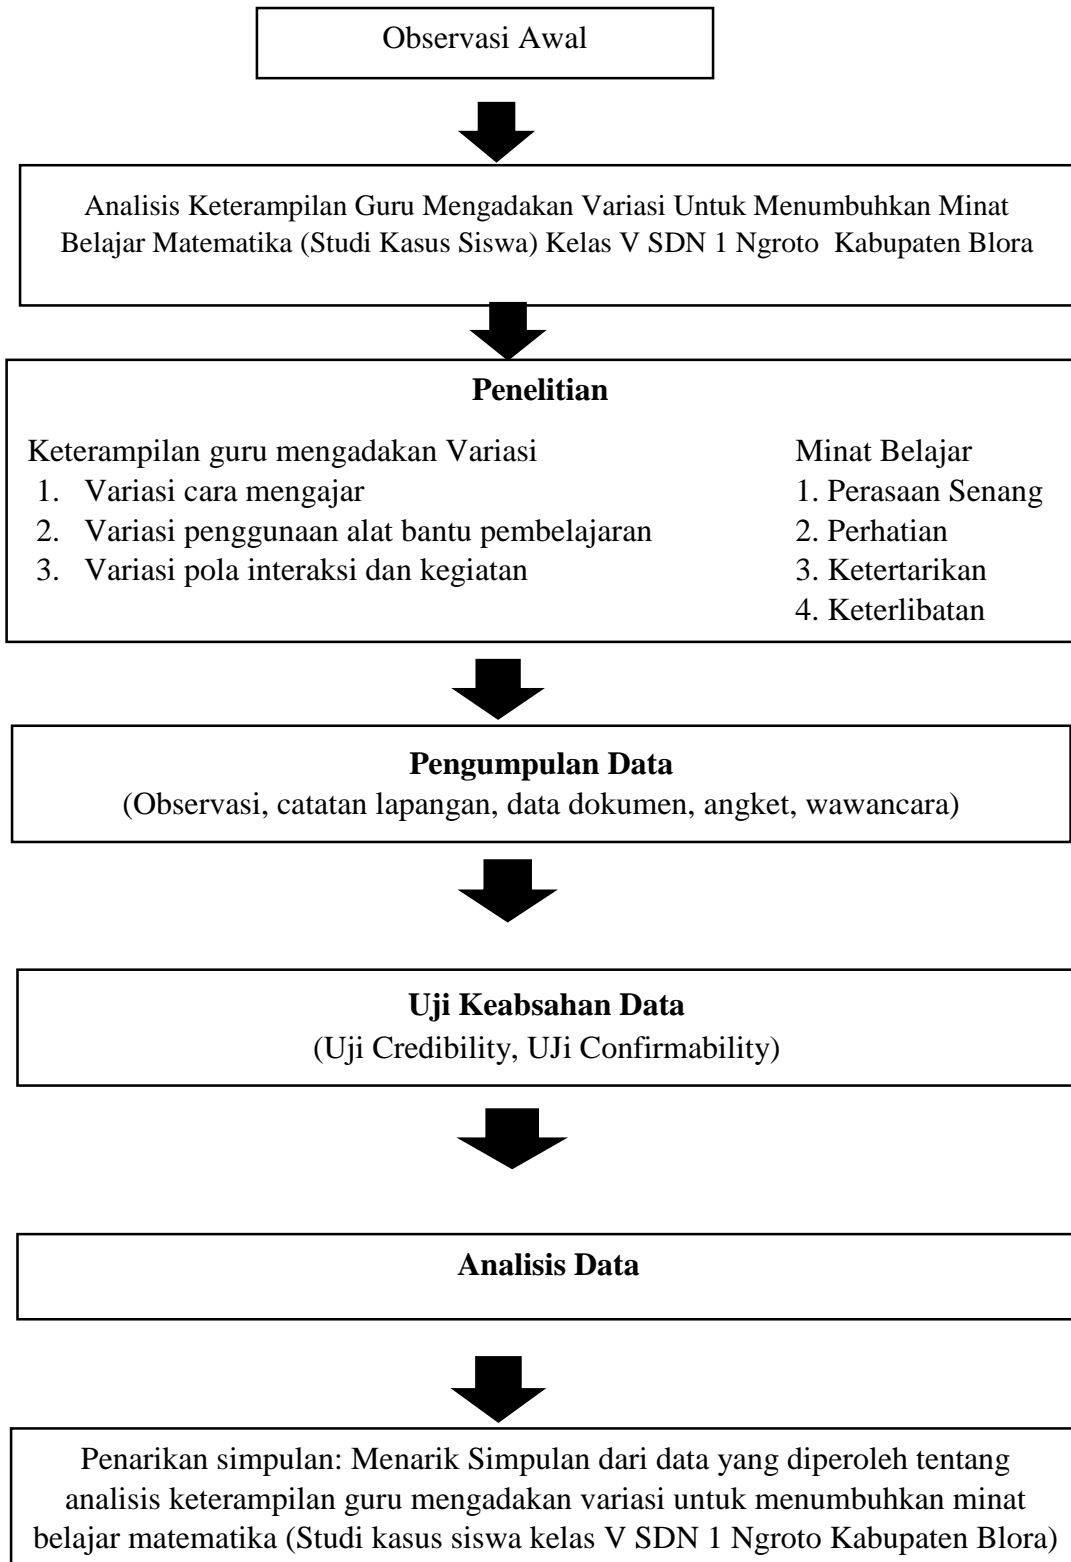 Observasi Awal
Analisis Keterampilan Guru Mengadakan Variasi Untuk Menumbuhkan Minat
Belajar Matematika (Studi Kasus Siswa) Kelas V SDN 1 Ngroto Kabupaten Blora
Penelitian
Keterampilan guru mengadakan Variasi
1. Variasi cara mengajar
2. Variasi penggunaan alat bantu pembelajaran
3. Variasi pola interaksi dan kegiatan
Minat Belajar
1. Perasaan Senang
2. Perhatian
3. Ketertarikan
4. Keterlibatan
Pengumpulan Data
(Observasi, catatan lapangan, data dokumen, angket, wawancara)
Uji Keabsahan Data
(Uji Credibility, UJi Confirmability)
Analisis Data
Penarikan simpulan: Menarik Simpulan dari data yang diperoleh tentang
analisis keterampilan guru mengadakan variasi untuk menumbuhkan minat
belajar matematika (Studi kasus siswa kelas V SDN 1 Ngroto Kabupaten Blora)